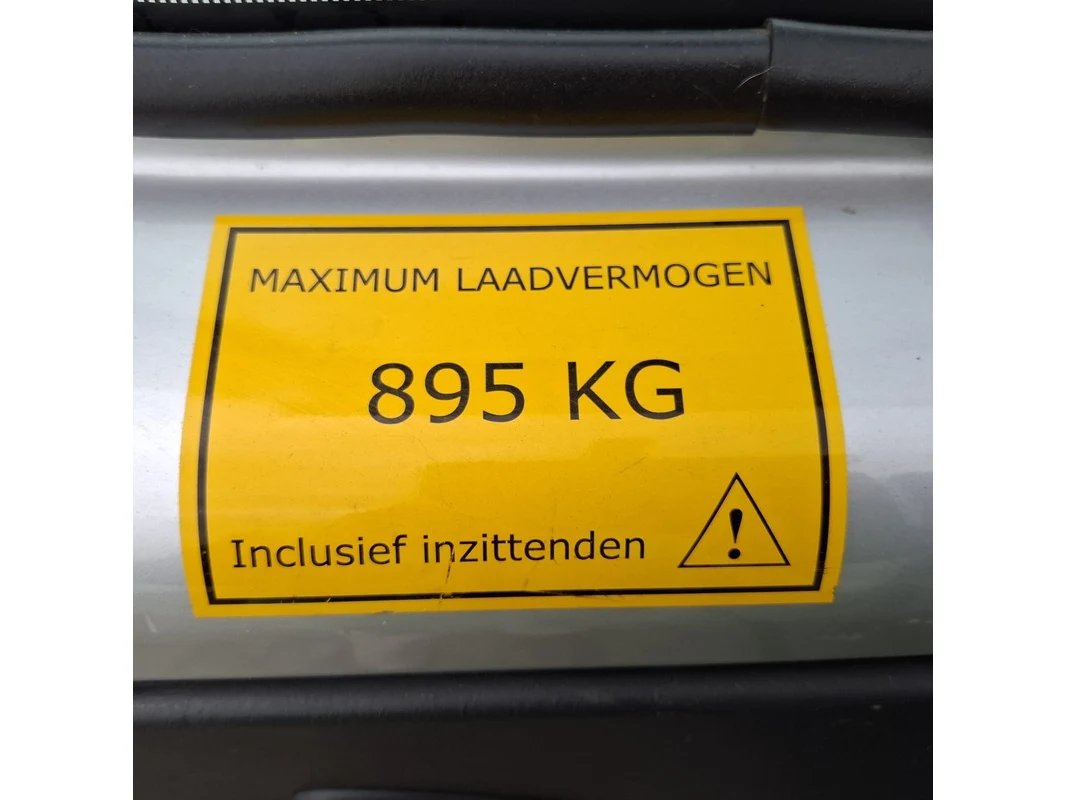 MAXIMUM LAADVERMOGEN
895 KG
Inclusief inzittenden
!